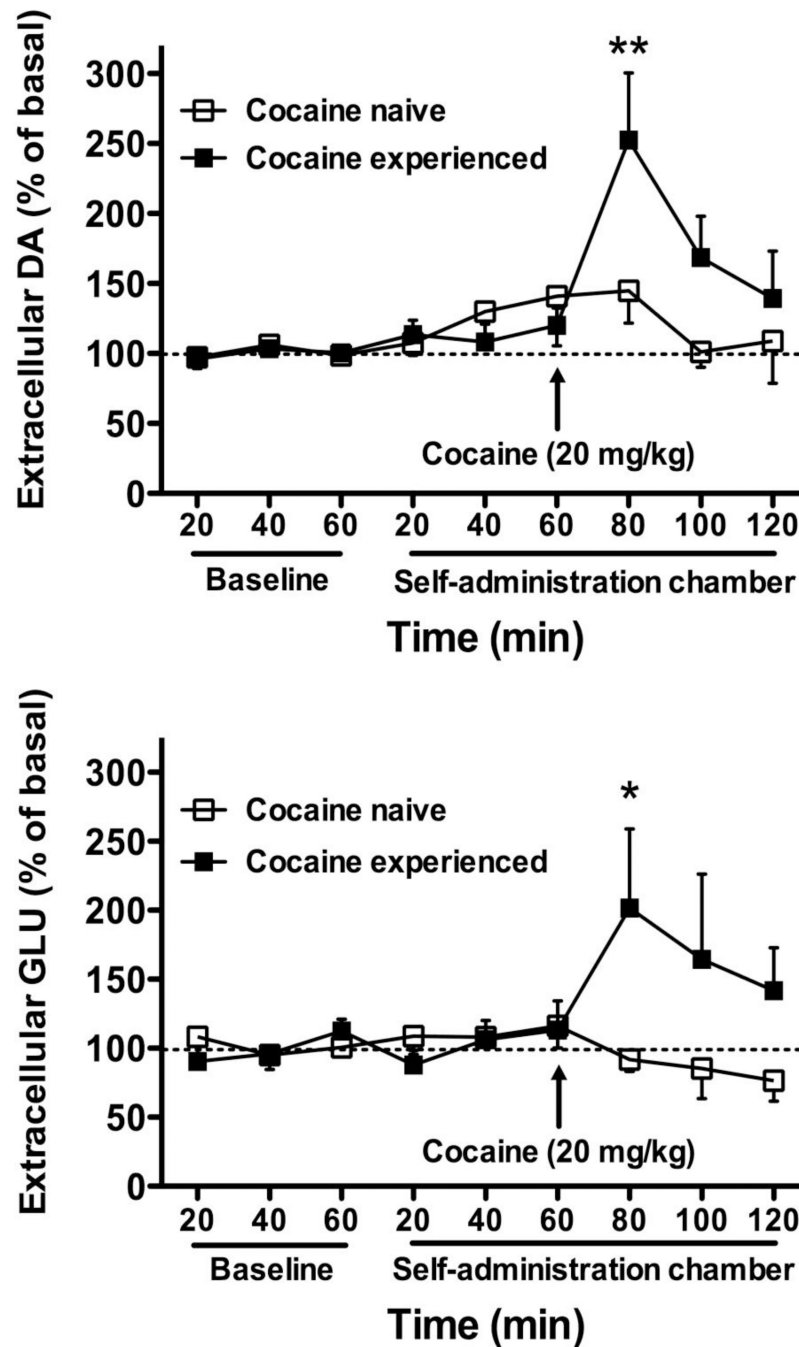 **
300
Cocaine naive
250
Cocaine experienced
200
150
100
50
0
Extracellular DA (% of basal)
Cocaine (20 mg/kg)
20 40 60 20 40 60 80 100 120
Baseline Self-administration chamber
Time (min)
*
300
Cocaine naive
250
Cocaine experienced
200
150
100
50
0
Extracellular GLU (% of basal)
Cocaine (20 mg/kg)
20 40 60 20 40 60 80 100 120
Baseline Self-administration chamber
Time (min)